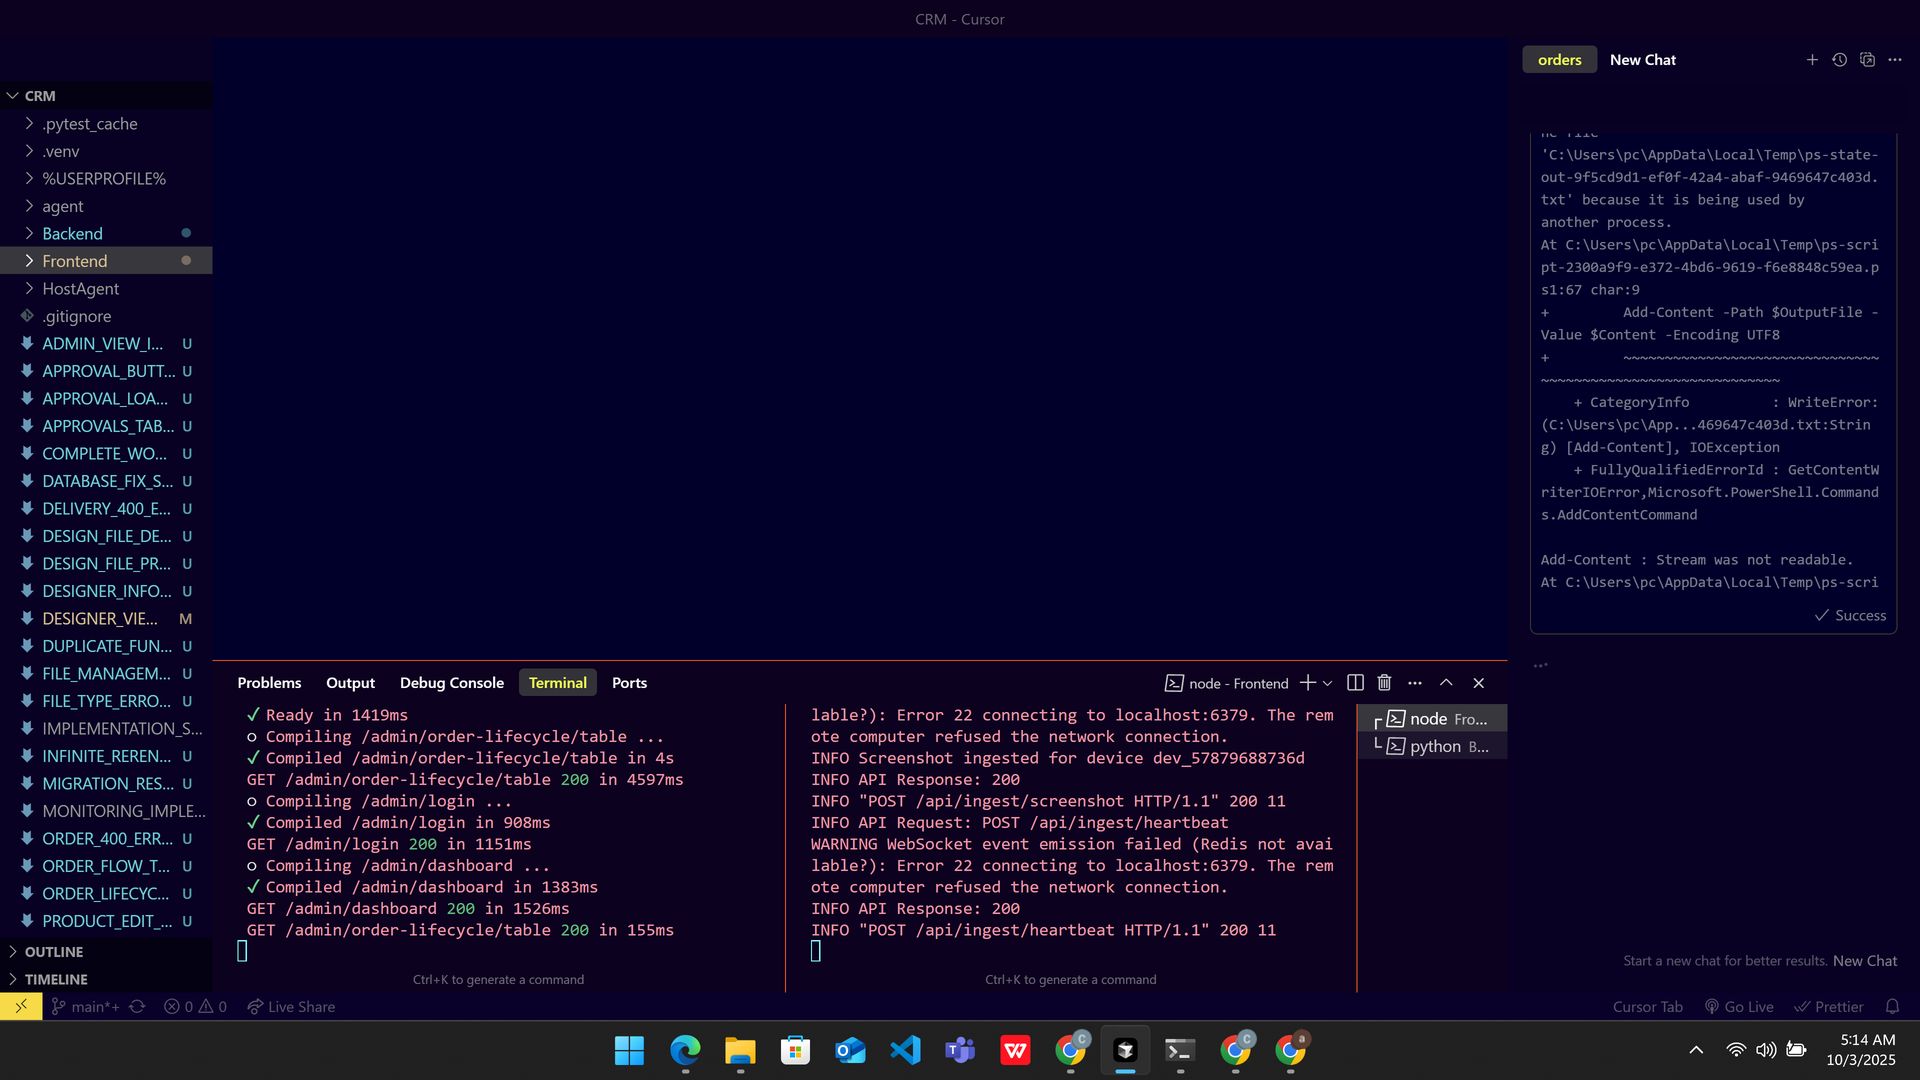 CRM - Cursor
CRM
.pytest_cache
.venv
%USERPROFILE%
agent
Backend
Frontend
HostAgent
.gitignore
ADMIN_VIEW_I... U
APPROVAL_BUTT... U
APPROVAL_LOA... U
APPROVALS_TAB... U
COMPLETE_WO... U
DATABASE_FIX_S... U
DELIVERY_400_E... U
DESIGN_FILE_DE... U
DESIGN_FILE_PR... U
DESIGNER_INFO... U
DESIGNER_VIE... M
DUPLICATE_FUN... U
FILE_MANAGEM... U
FILE_TYPE_ERRO... U
IMPLEMENTATION_S...
INFINITE_REREN... U
MIGRATION_RES... U
MONITORING_IMPLE...
ORDER_400_ERR... U
ORDER_FLOW_T... U
ORDER_LIFECYC... U
PRODUCT_EDIT_... U
OUTLINE
TIMELINE
Problems Output Debug Console Terminal Ports
node - Frontend
✓ Ready in 1419ms
○ Compiling /admin/order-lifecycle/table ...
✓ Compiled /admin/order-lifecycle/table in 4s
GET /admin/order-lifecycle/table 200 in 4597ms
○ Compiling /admin/login ...
✓ Compiled /admin/login in 908ms
GET /admin/login 200 in 1151ms
○ Compiling /admin/dashboard ...
✓ Compiled /admin/dashboard in 1383ms
GET /admin/dashboard 200 in 1526ms
GET /admin/order-lifecycle/table 200 in 155ms
Ctrl+K to generate a command
lable?): Error 22 connecting to localhost:6379. The rem
ote computer refused the network connection.
INFO Screenshot ingested for device dev_57879688736d
INFO API Response: 200
INFO "POST /api/ingest/screenshot HTTP/1.1" 200 11
INFO API Request: POST /api/ingest/heartbeat
WARNING WebSocket event emission failed (Redis not avai
lable?): Error 22 connecting to localhost:6379. The rem
ote computer refused the network connection.
INFO API Response: 200
INFO "POST /api/ingest/heartbeat HTTP/1.1" 200 11
Ctrl+K to generate a command
node Fro...
python B...
orders New Chat
he file
'C:\Users\pc\AppData\Local\Temp\ps-state-
out-9f5cd9d1-ef0f-42a4-abaf-9469647c403d.
txt' because it is being used by
another process.
At C:\Users\pc\AppData\Local\Temp\ps-scri
pt-2300a9f9-e372-4bd6-9619-f6e8848c59ea.p
s1:67 char:9
+         Add-Content -Path $OutputFile -
Value $Content -Encoding UTF8
+         ~~~~~~~~~~~~~~~~~~~~~~~~~~~~~~~
~~~~~~~~~~~~~~~~~~~~~~~~~~~~~
    + CategoryInfo          : WriteError:
(C:\Users\pc\App...469647c403d.txt:Strin
g) [Add-Content], IOException
    + FullyQualifiedErrorId : GetContentW
riterIOError,Microsoft.PowerShell.Command
s.AddContentCommand
Add-Content : Stream was not readable.
At C:\Users\pc\AppData\Local\Temp\ps-scri
✓ Success
Start a new chat for better results. New Chat
main*+ 0 0 Live Share
Cursor Tab Go Live Prettier
5:14 AM
10/3/2025